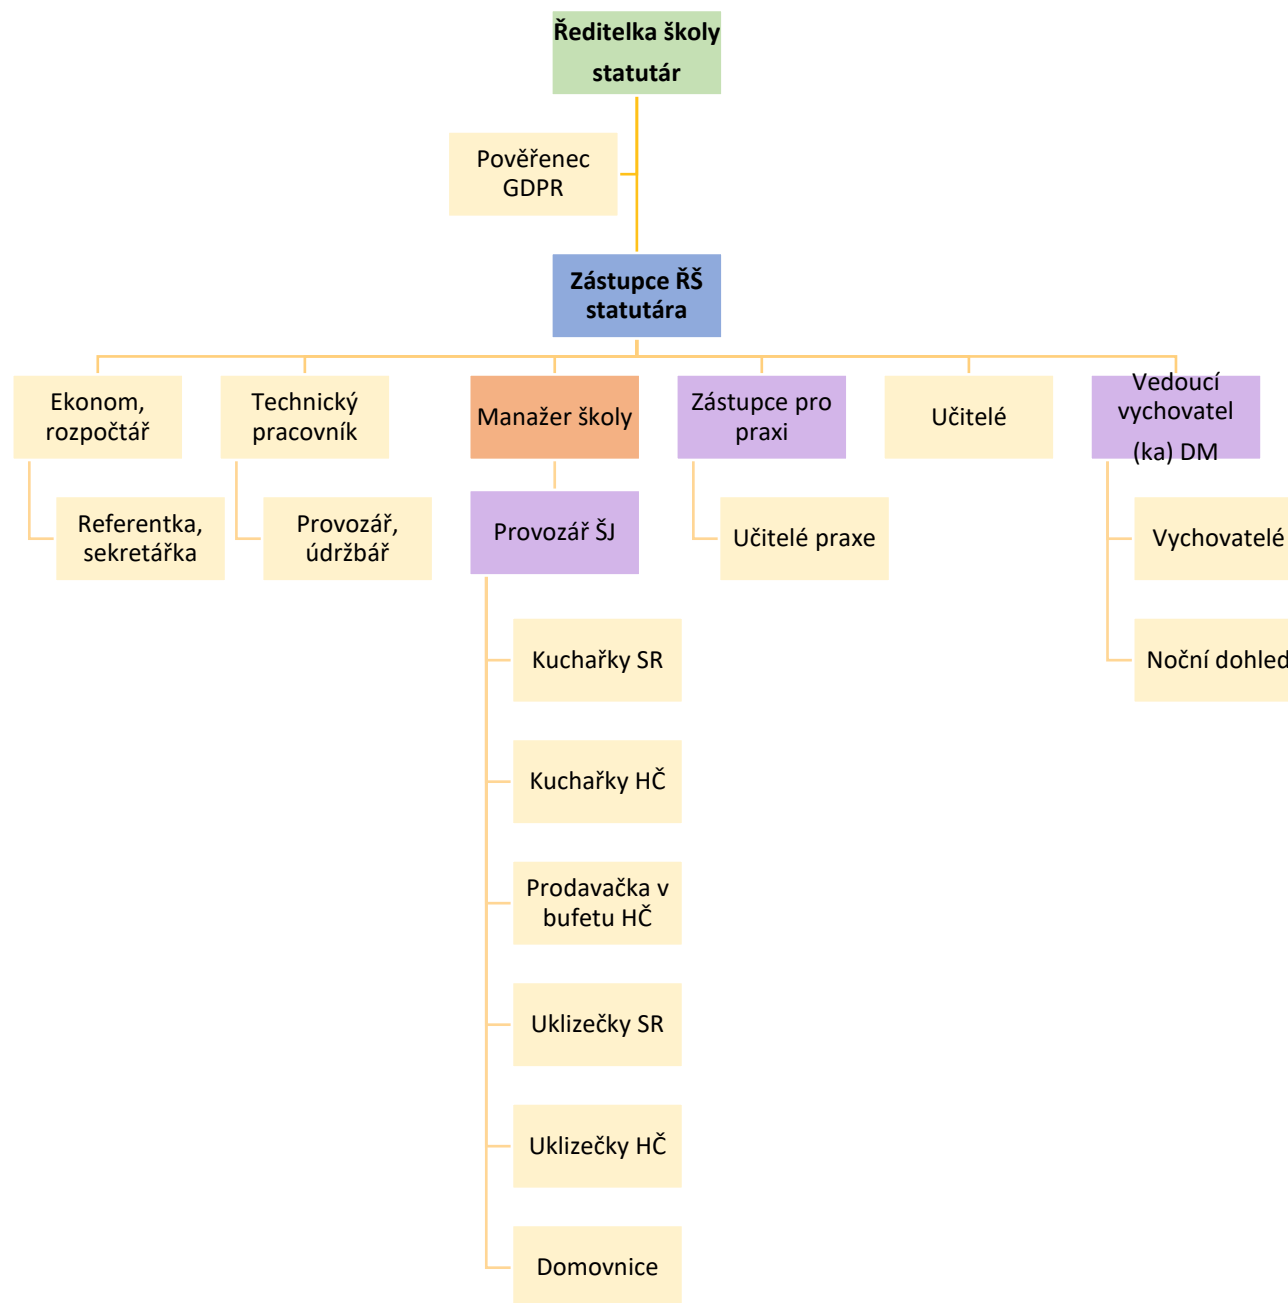 Ředitelka školy
statutár
Pověřenec
GDPR
Zástupce ŘŠ
statutára
Ekonom,
rozpočtář
Technický
pracovník
Manažer školy
Zástupce pro
praxi
Učitelé
Vedoucí
vychovatel
(ka) DM
Referentka,
sekretářka
Provozář,
údržbář
Provozář ŠJ
Učitelé praxe
Vychovatelé
Kuchařky SR
Noční dohled
Kuchařky HČ
Prodavačka v
bufetu HČ
Uklizečky SR
Uklizečky HČ
Domovnice